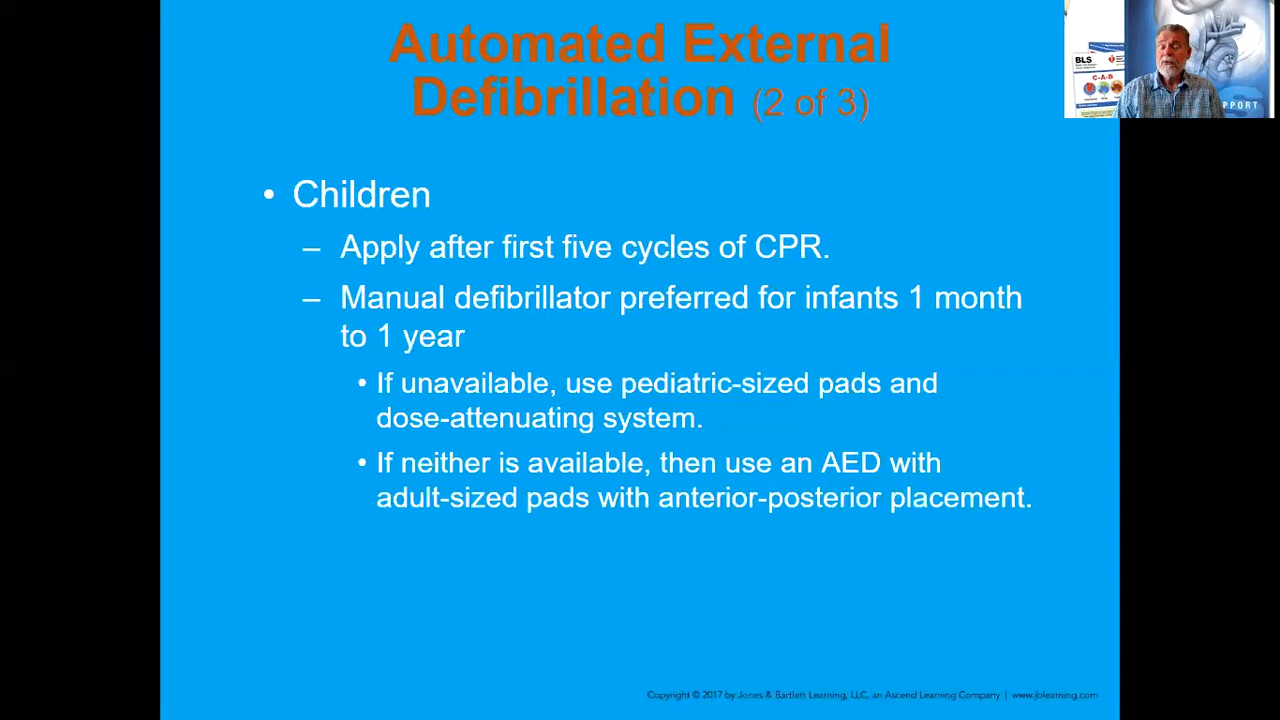 Automated External
Defibrillation (2 of 3)
BLS
C-A-B
PORT
• Children
– Apply after first five cycles of CPR.
– Manual defibrillator preferred for infants 1 month
to 1 year
• If unavailable, use pediatric-sized pads and
dose-attenuating system.
• If neither is available, then use an AED with
adult-sized pads with anterior-posterior placement.
Copyright © 2017 by Jones & Bartlett Learning, LLC, an Ascend Learning Company | www.jblearning.com